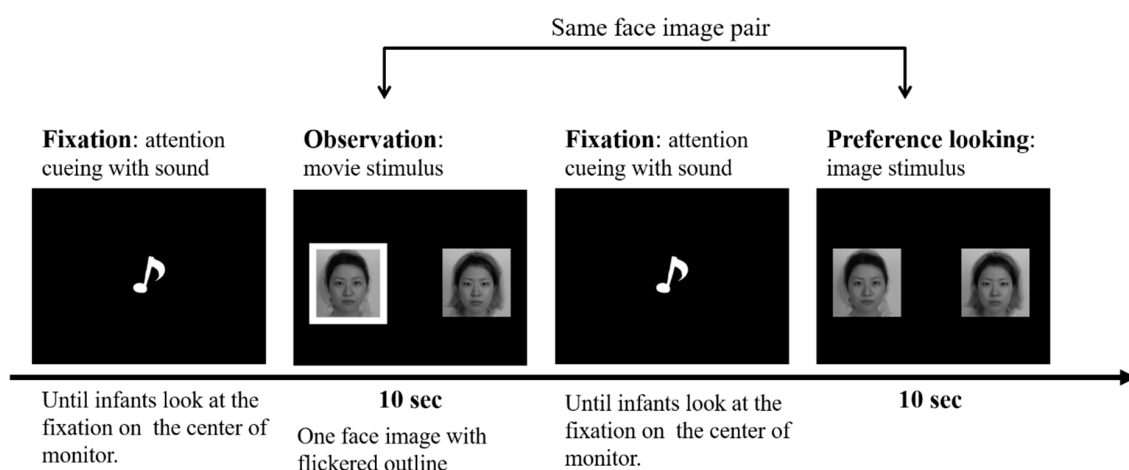 Same face image pair
Fixation: attention
cueing with sound
Observation:
movie stimulus
Fixation: attention
cueing with sound
Preference looking:
image stimulus
Until infants look at the
fixation on the center of
monitor.
10 sec
One face image with
flickered outline
Until infants look at the
fixation on the center of
monitor.
10 sec